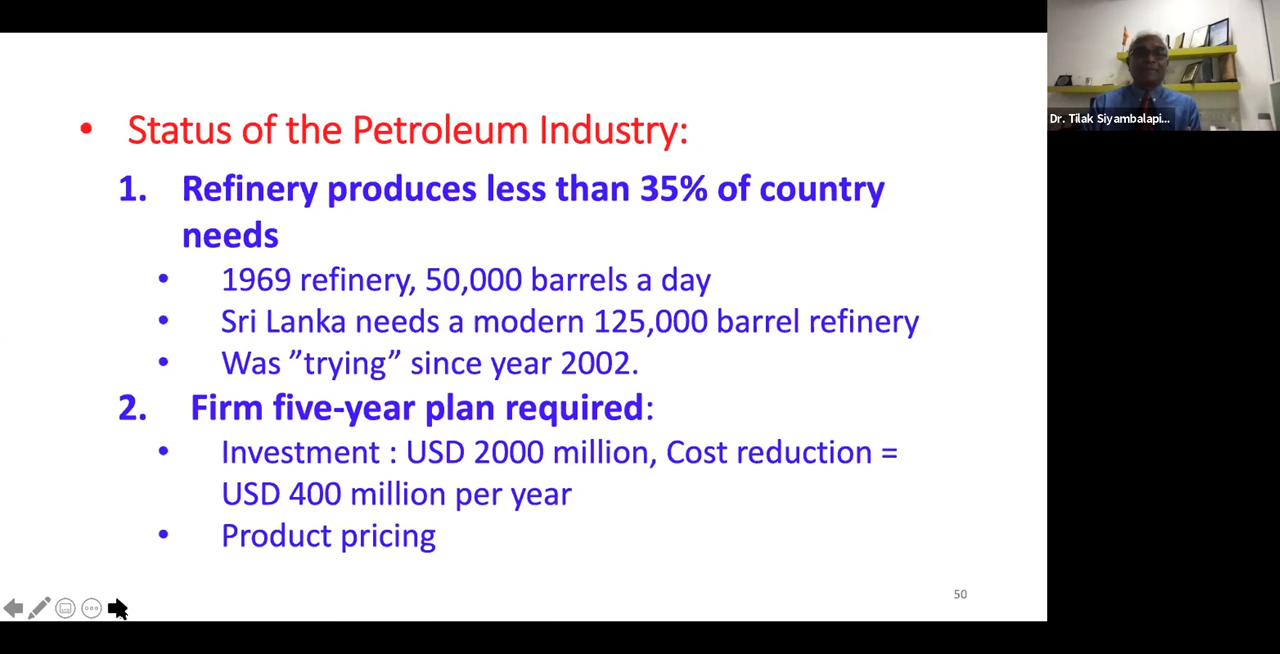 • Status of the Petroleum Industry:
1. Refinery produces less than 35% of country
needs
• 1969 refinery, 50,000 barrels a day
• Sri Lanka needs a modern 125,000 barrel refinery
• Was ”trying” since year 2002.
2. Firm five-year plan required:
• Investment : USD 2000 million, Cost reduction =
USD 400 million per year
• Product pricing
50
Dr. Tilak Siyambalapi...